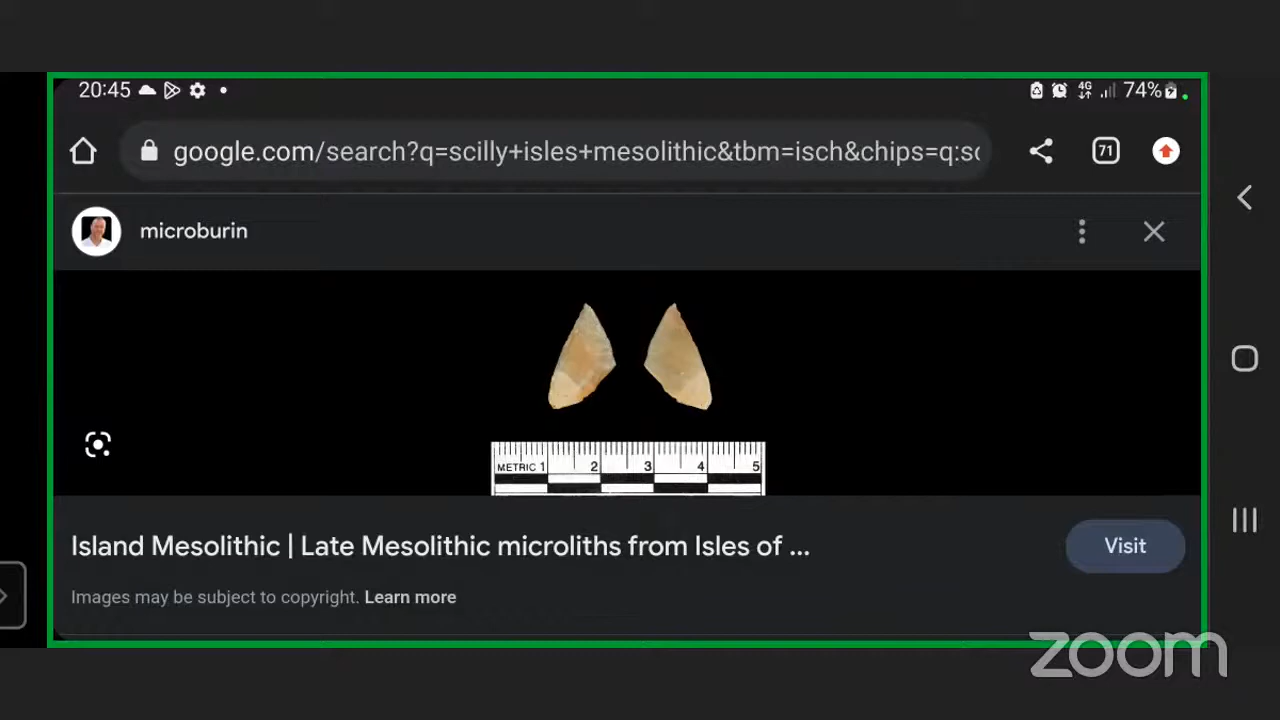 20:45
4G 74%
google.com/search?q=scilly+isles+mesolithic&tbm=isch&chips=q:sc
71
microburin
METRIC 1 2 3 4 5
Island Mesolithic | Late Mesolithic microliths from Isles of ...
Visit
Images may be subject to copyright. Learn more
zoom